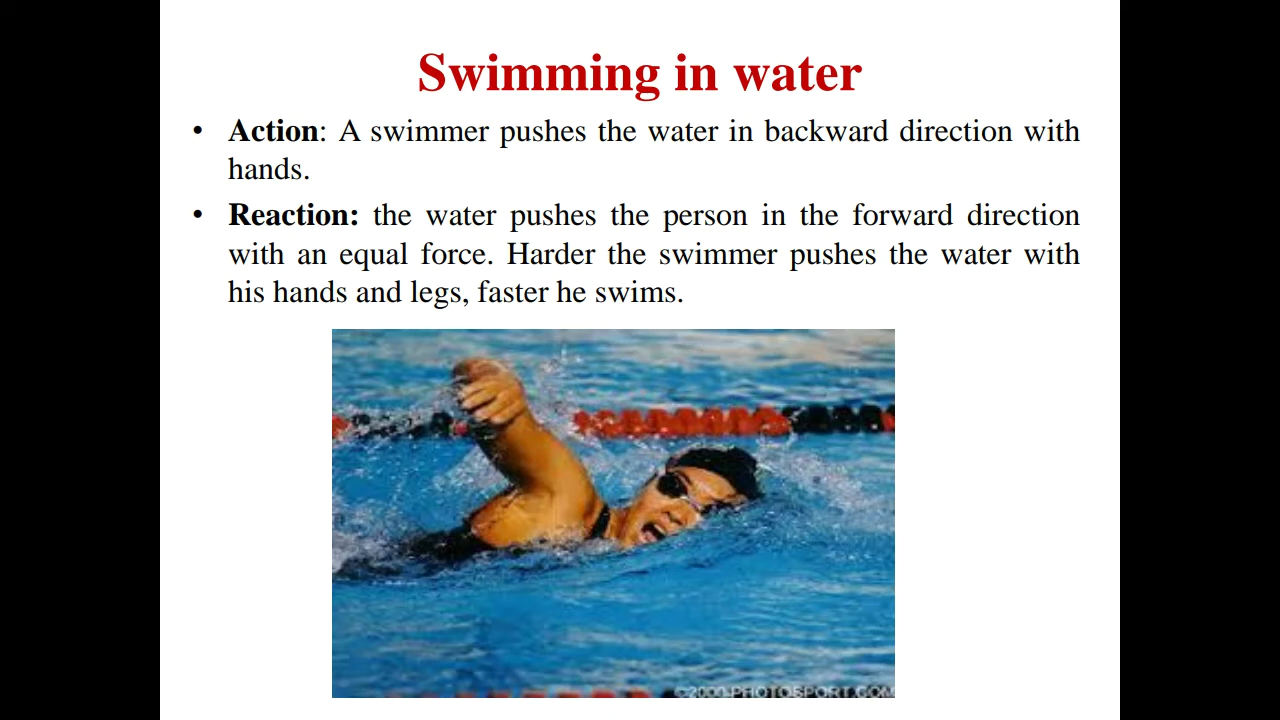 Swimming in water
• Action: A swimmer pushes the water in backward direction with
hands.
• Reaction: the water pushes the person in the forward direction
with an equal force. Harder the swimmer pushes the water with
his hands and legs, faster he swims.
©2000 PHOTOSPORT.COM